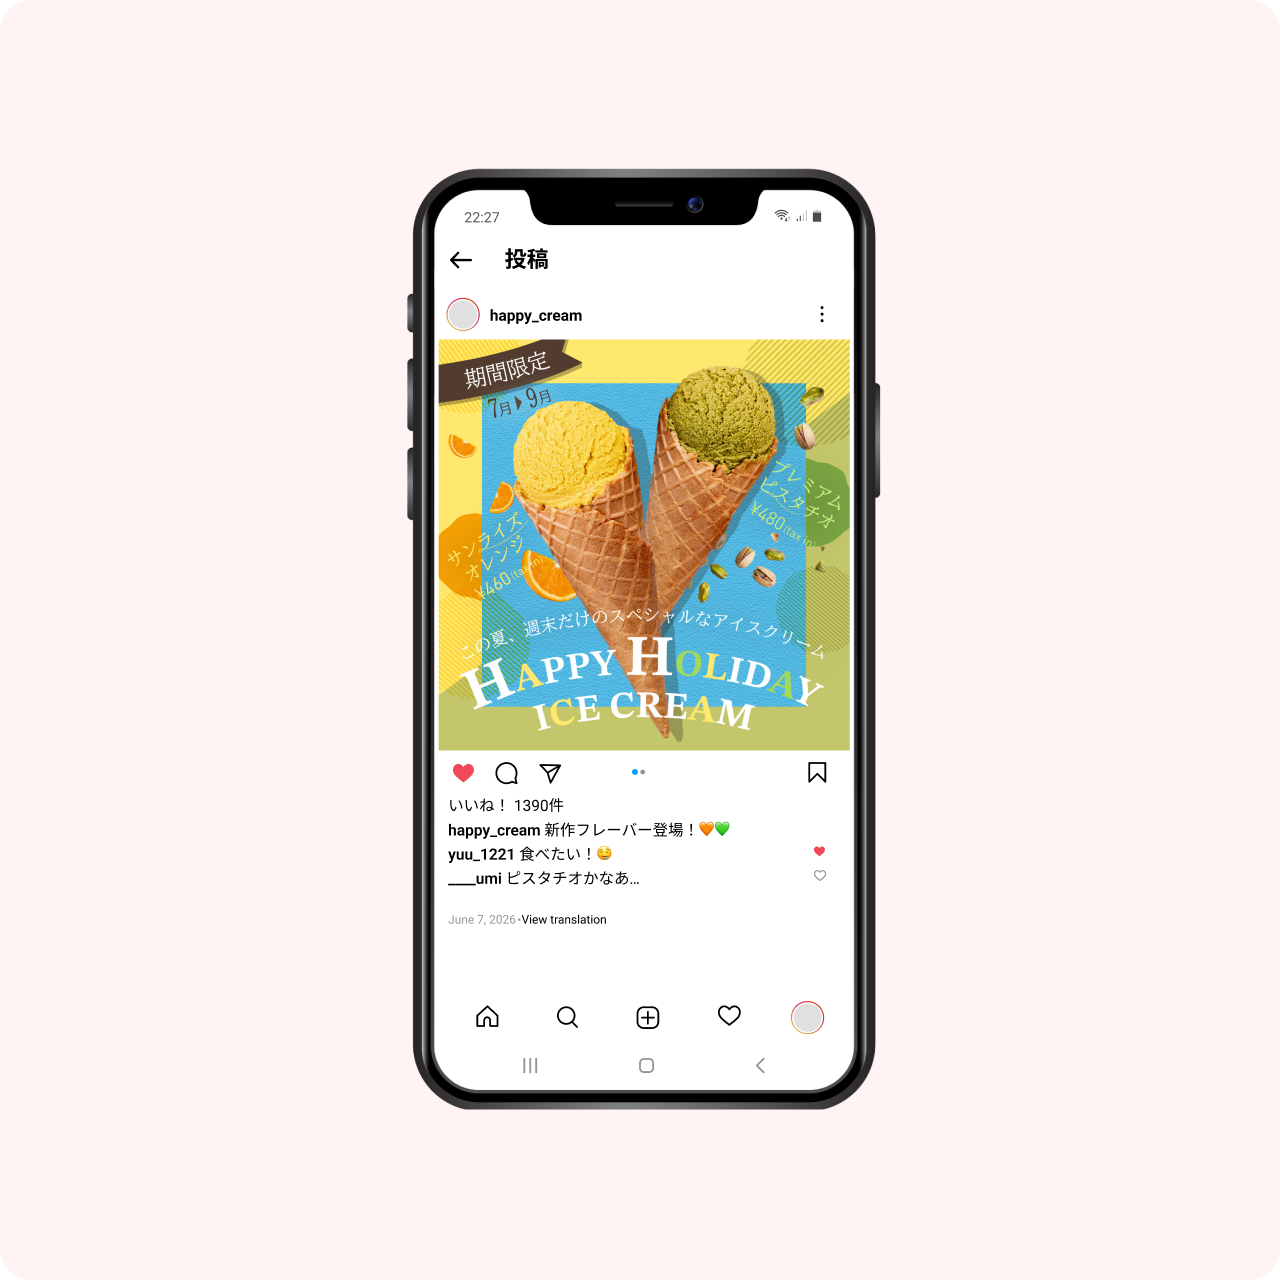 22:27
投稿
happy_cream
期間限定
7月▶9月
プレミアム
ピスタチオ
¥480(tax in)
サンライズ
オレンジ
¥460(tax in)
この夏、週末だけのスペシャルなアイスクリーム
HAPPY HOLIDAY
ICE CREAM
いいね！ 1390件
happy_cream 新作フレーバー登場！🧡💚
yuu_1221 食べたい！😊
____umi ピスタチオかなあ...
June 7, 2026・View translation